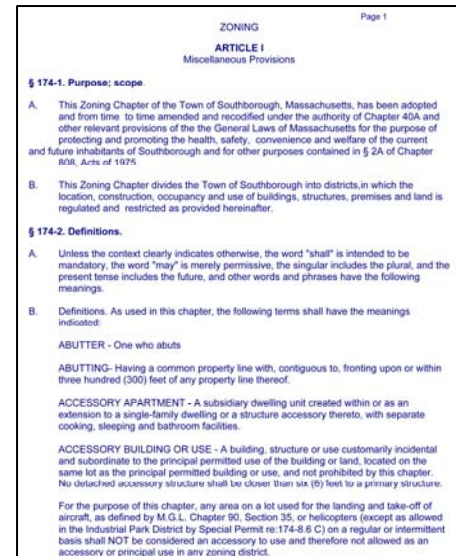 Page 1
ZONING
ARTICLE I
Miscellaneous Provisions
§ 174-1. Purpose; scope.
A. This Zoning Chapter of the Town of Southborough, Massachusetts, has been adopted
and from time to time amended and recodified under the authority of Chapter 40A and
other relevant provisions of the the General Laws of Massachusetts for the purpose of
protecting and promoting the health, safety, convenience and welfare of the current
and future inhabitants of Southborough and for other purposes contained in § 2A of Chapter
808, Acts of 1975
B. This Zoning Chapter divides the Town of Southborough into districts,in which the
location, construction, occupancy and use of buildings, structures, premises and land is
regulated and restricted as provided hereinafter.
§ 174-2. Definitions.
A. Unless the context clearly indicates otherwise, the word "shall" is intended to be
mandatory, the word "may" is merely permissive, the singular includes the plural, and the
present tense includes the future, and other words and phrases have the following
meanings.
B. Definitions. As used in this chapter, the following terms shall have the meanings
indicated:
ABUTTER - One who abuts
ABUTTING- Having a common property line with, contiguous to, fronting upon or within
three hundred (300) feet of any property line thereof.
ACCESSORY APARTMENT - A subsidiary dwelling unit created within or as an
extension to a single-family dwelling or a structure accessory thereto, with separate
cooking, sleeping and bathroom facilities.
ACCESSORY BUILDING OR USE - A building, structure or use customarily incidental
and subordinate to the principal permitted use of the building or land, located on the
same lot as the principal permitted building or use, and not prohibited by this chapter.
No detached accessory structure shall be closer than six (6) feet to a primary structure.
For the purpose of this chapter, any area on a lot used for the landing and take-off of
aircraft, as defined by M.G.L. Chapter 90, Section 35, or helicopters (except as allowed
in the Industrial Park District by Special Permit re:174-8.6 C) on a regular or intermittent
basis shall NOT be considered an accessory to use and therefore not allowed as an
accessory or principal use in any zoning district.